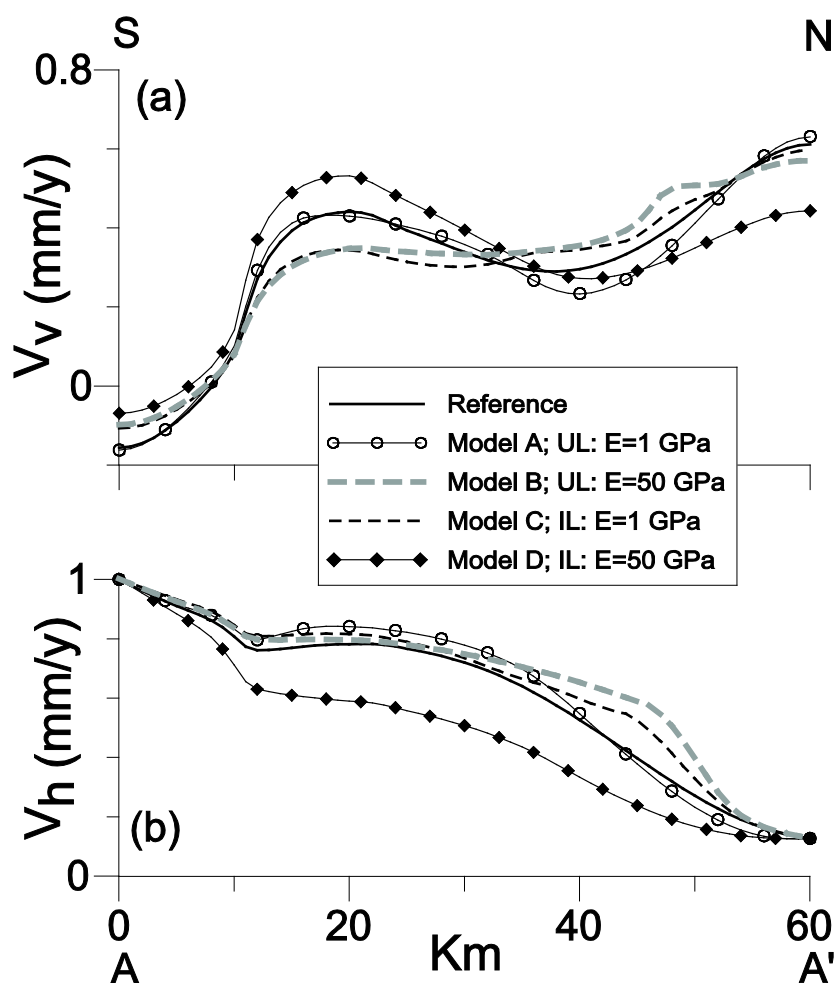 S N
0.8
(a)
Vv (mm/y)
0
Reference
Model A; UL: E=1 GPa
Model B; UL: E=50 GPa
Model C; IL: E=1 GPa
Model D; IL: E=50 GPa
1
Vh (mm/y)
(b)
0
0 20 40 60
Km
A A'